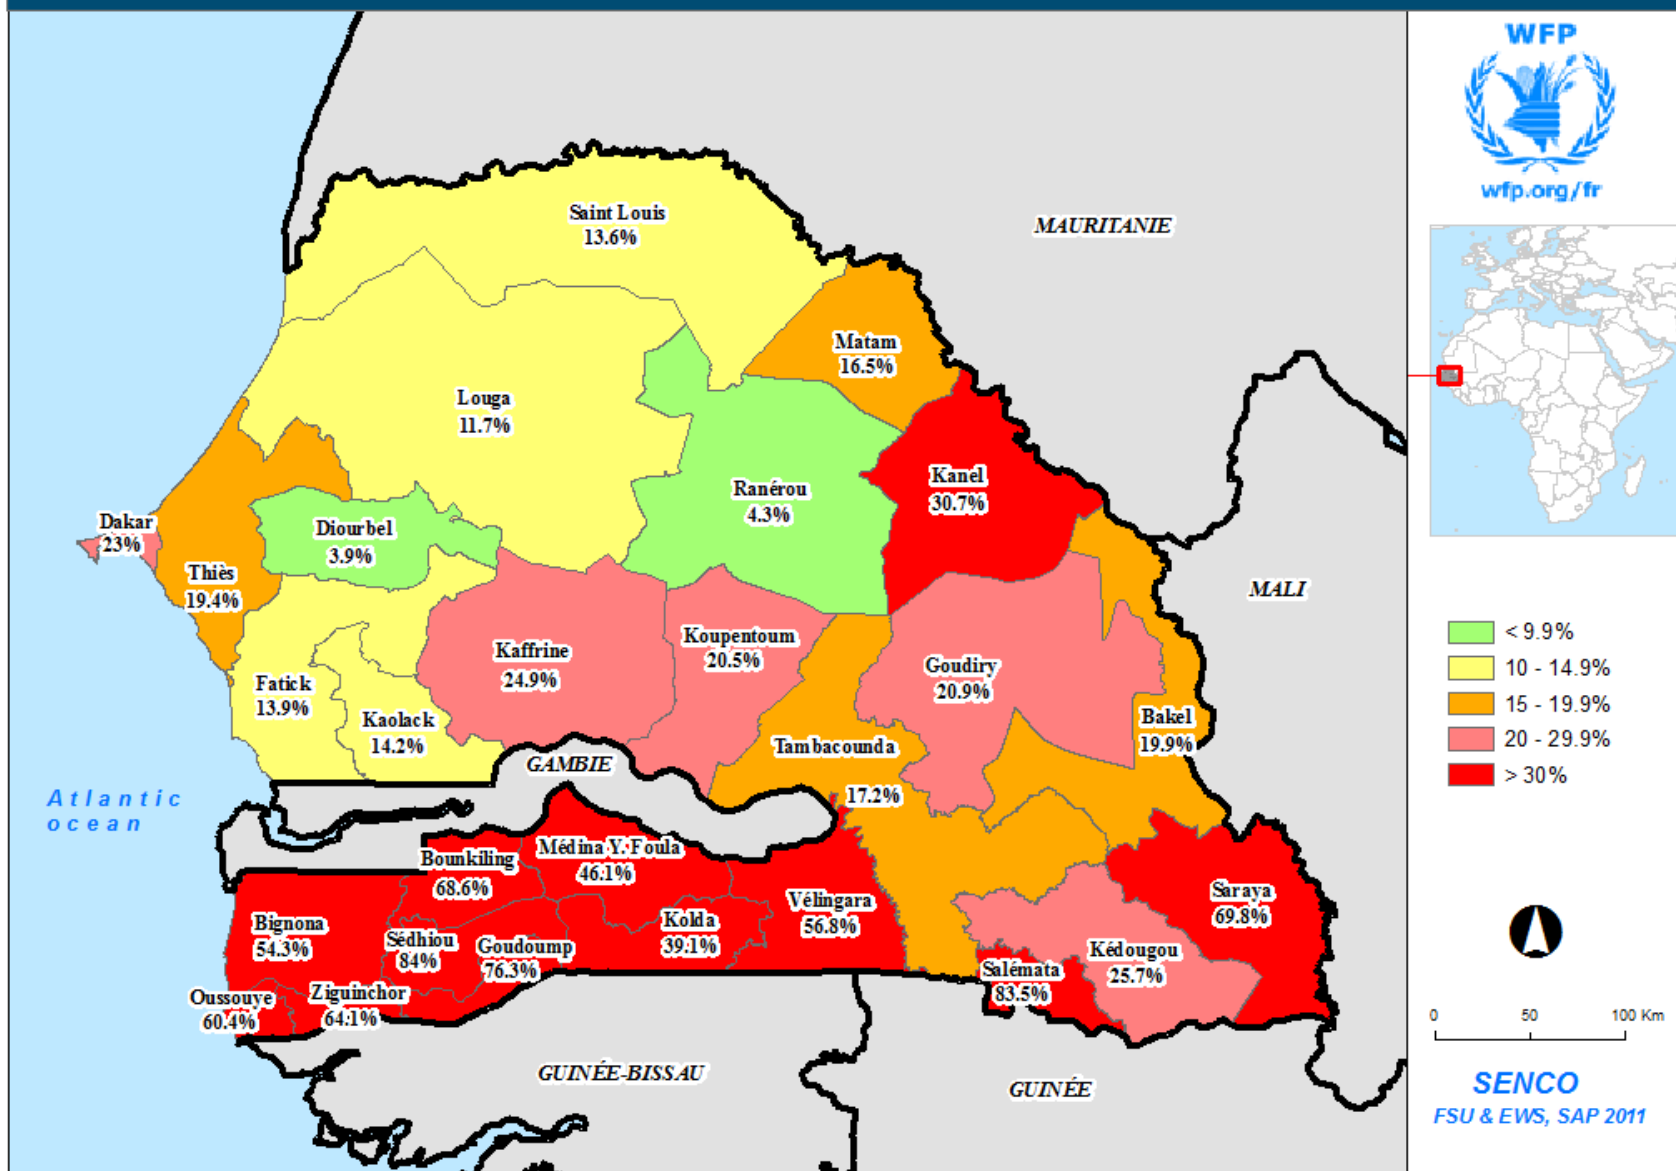 WFP
wfp.org/fr
MAURITANIE
Saint Louis
13.6%
Matam
16.5%
Louga
11.7%
Kanel
30.7%
Ranérou
4.3%
Dakar
23%
Diourbel
3.9%
Thiès
19.4%
MALI
Koupentoum
20.5%
Kaffrine
24.9%
Goudiry
20.9%
Fatick
13.9%
Kaolack
14.2%
Bakel
19.9%
Tambacounda
17.2%
GAMBIE
Atlantic
ocean
Médina Y. Foula
46.1%
Bounkiling
68.6%
Vélingara
56.8%
Saraya
69.8%
Bignona
54.3%
Kolda
39.1%
Sédhiou
84%
Goudoump
76.3%
Kédougou
25.7%
Salémata
83.5%
Oussouye
60.4%
Ziguinchor
64.1%
GUINÉE-BISSAU
GUINÉE
< 9.9%
10 - 14.9%
15 - 19.9%
20 - 29.9%
> 30%
0 50 100 Km
SENCO
FSU & EWS, SAP 2011